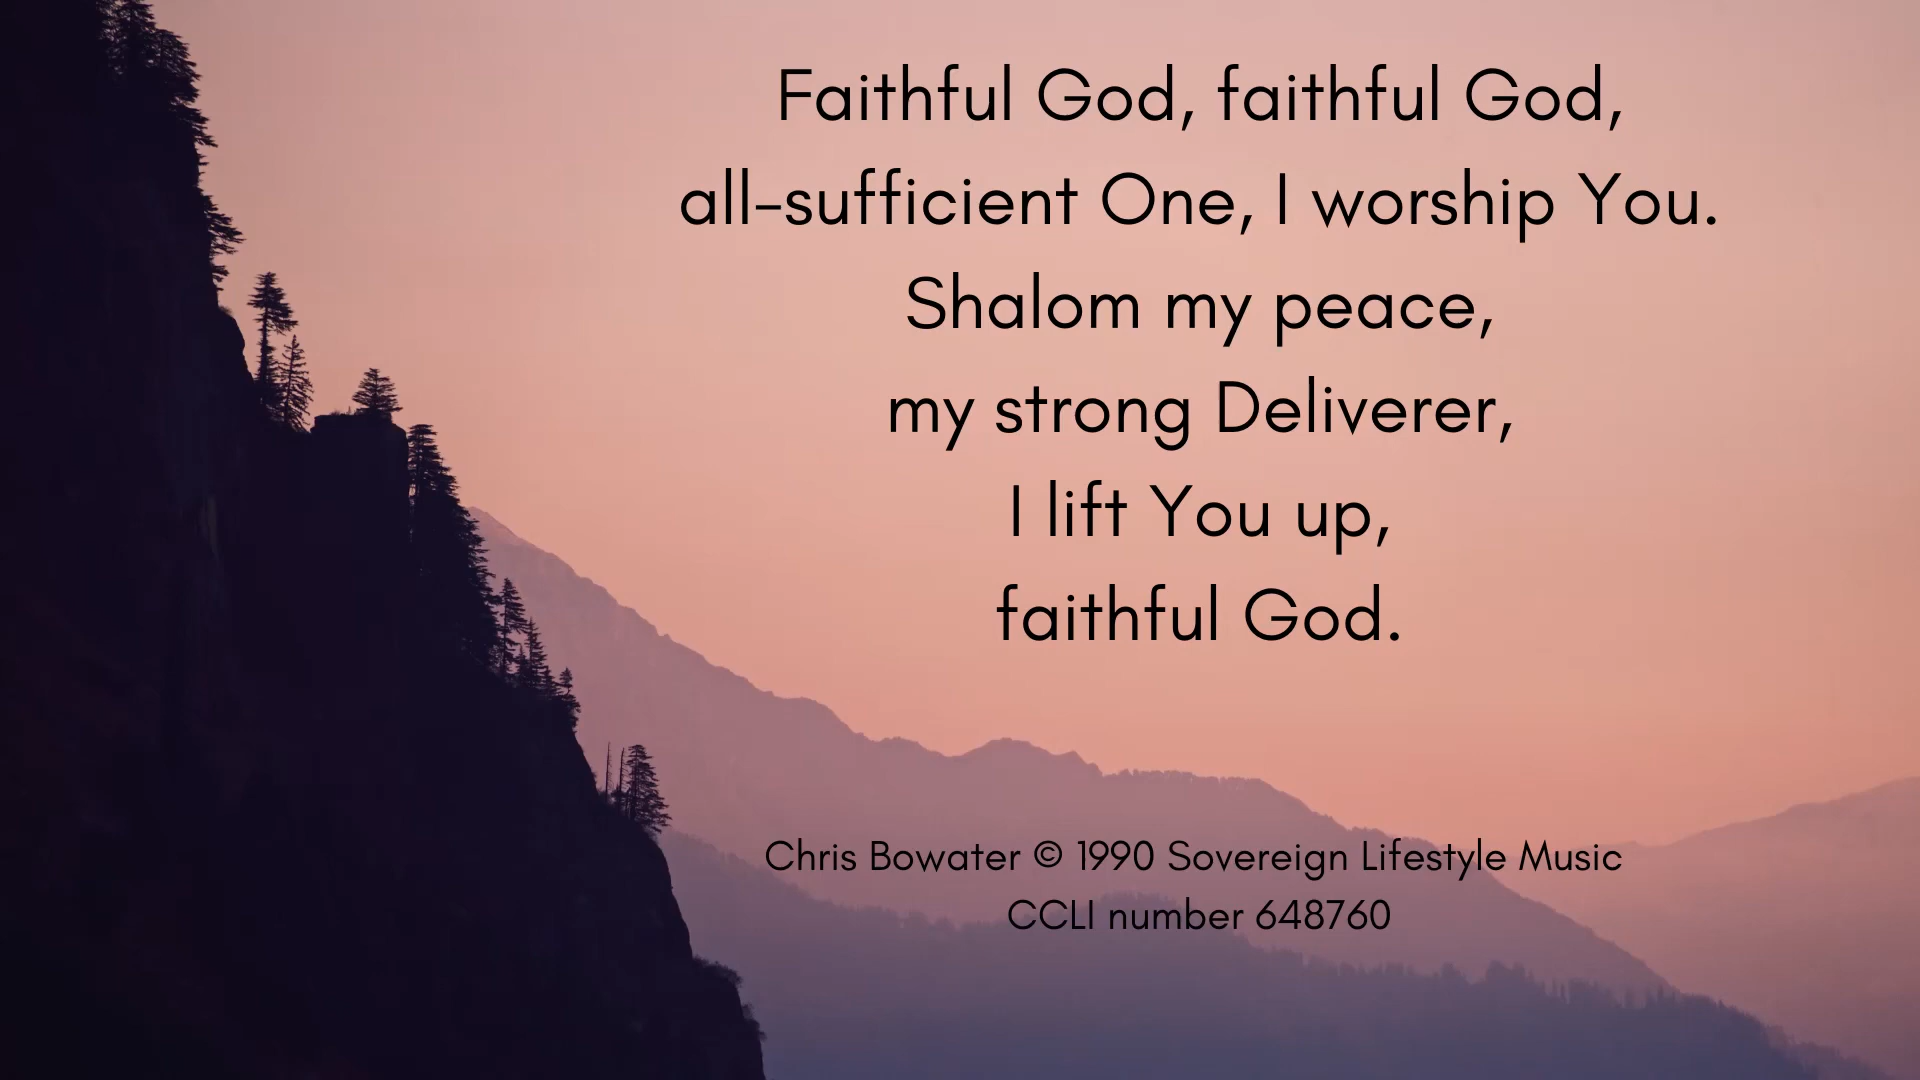 Faithful God, faithful God,
all-sufficient One, I worship You.
Shalom my peace,
my strong Deliverer,
I lift You up,
faithful God.
Chris Bowater © 1990 Sovereign Lifestyle Music
CCLI number 648760